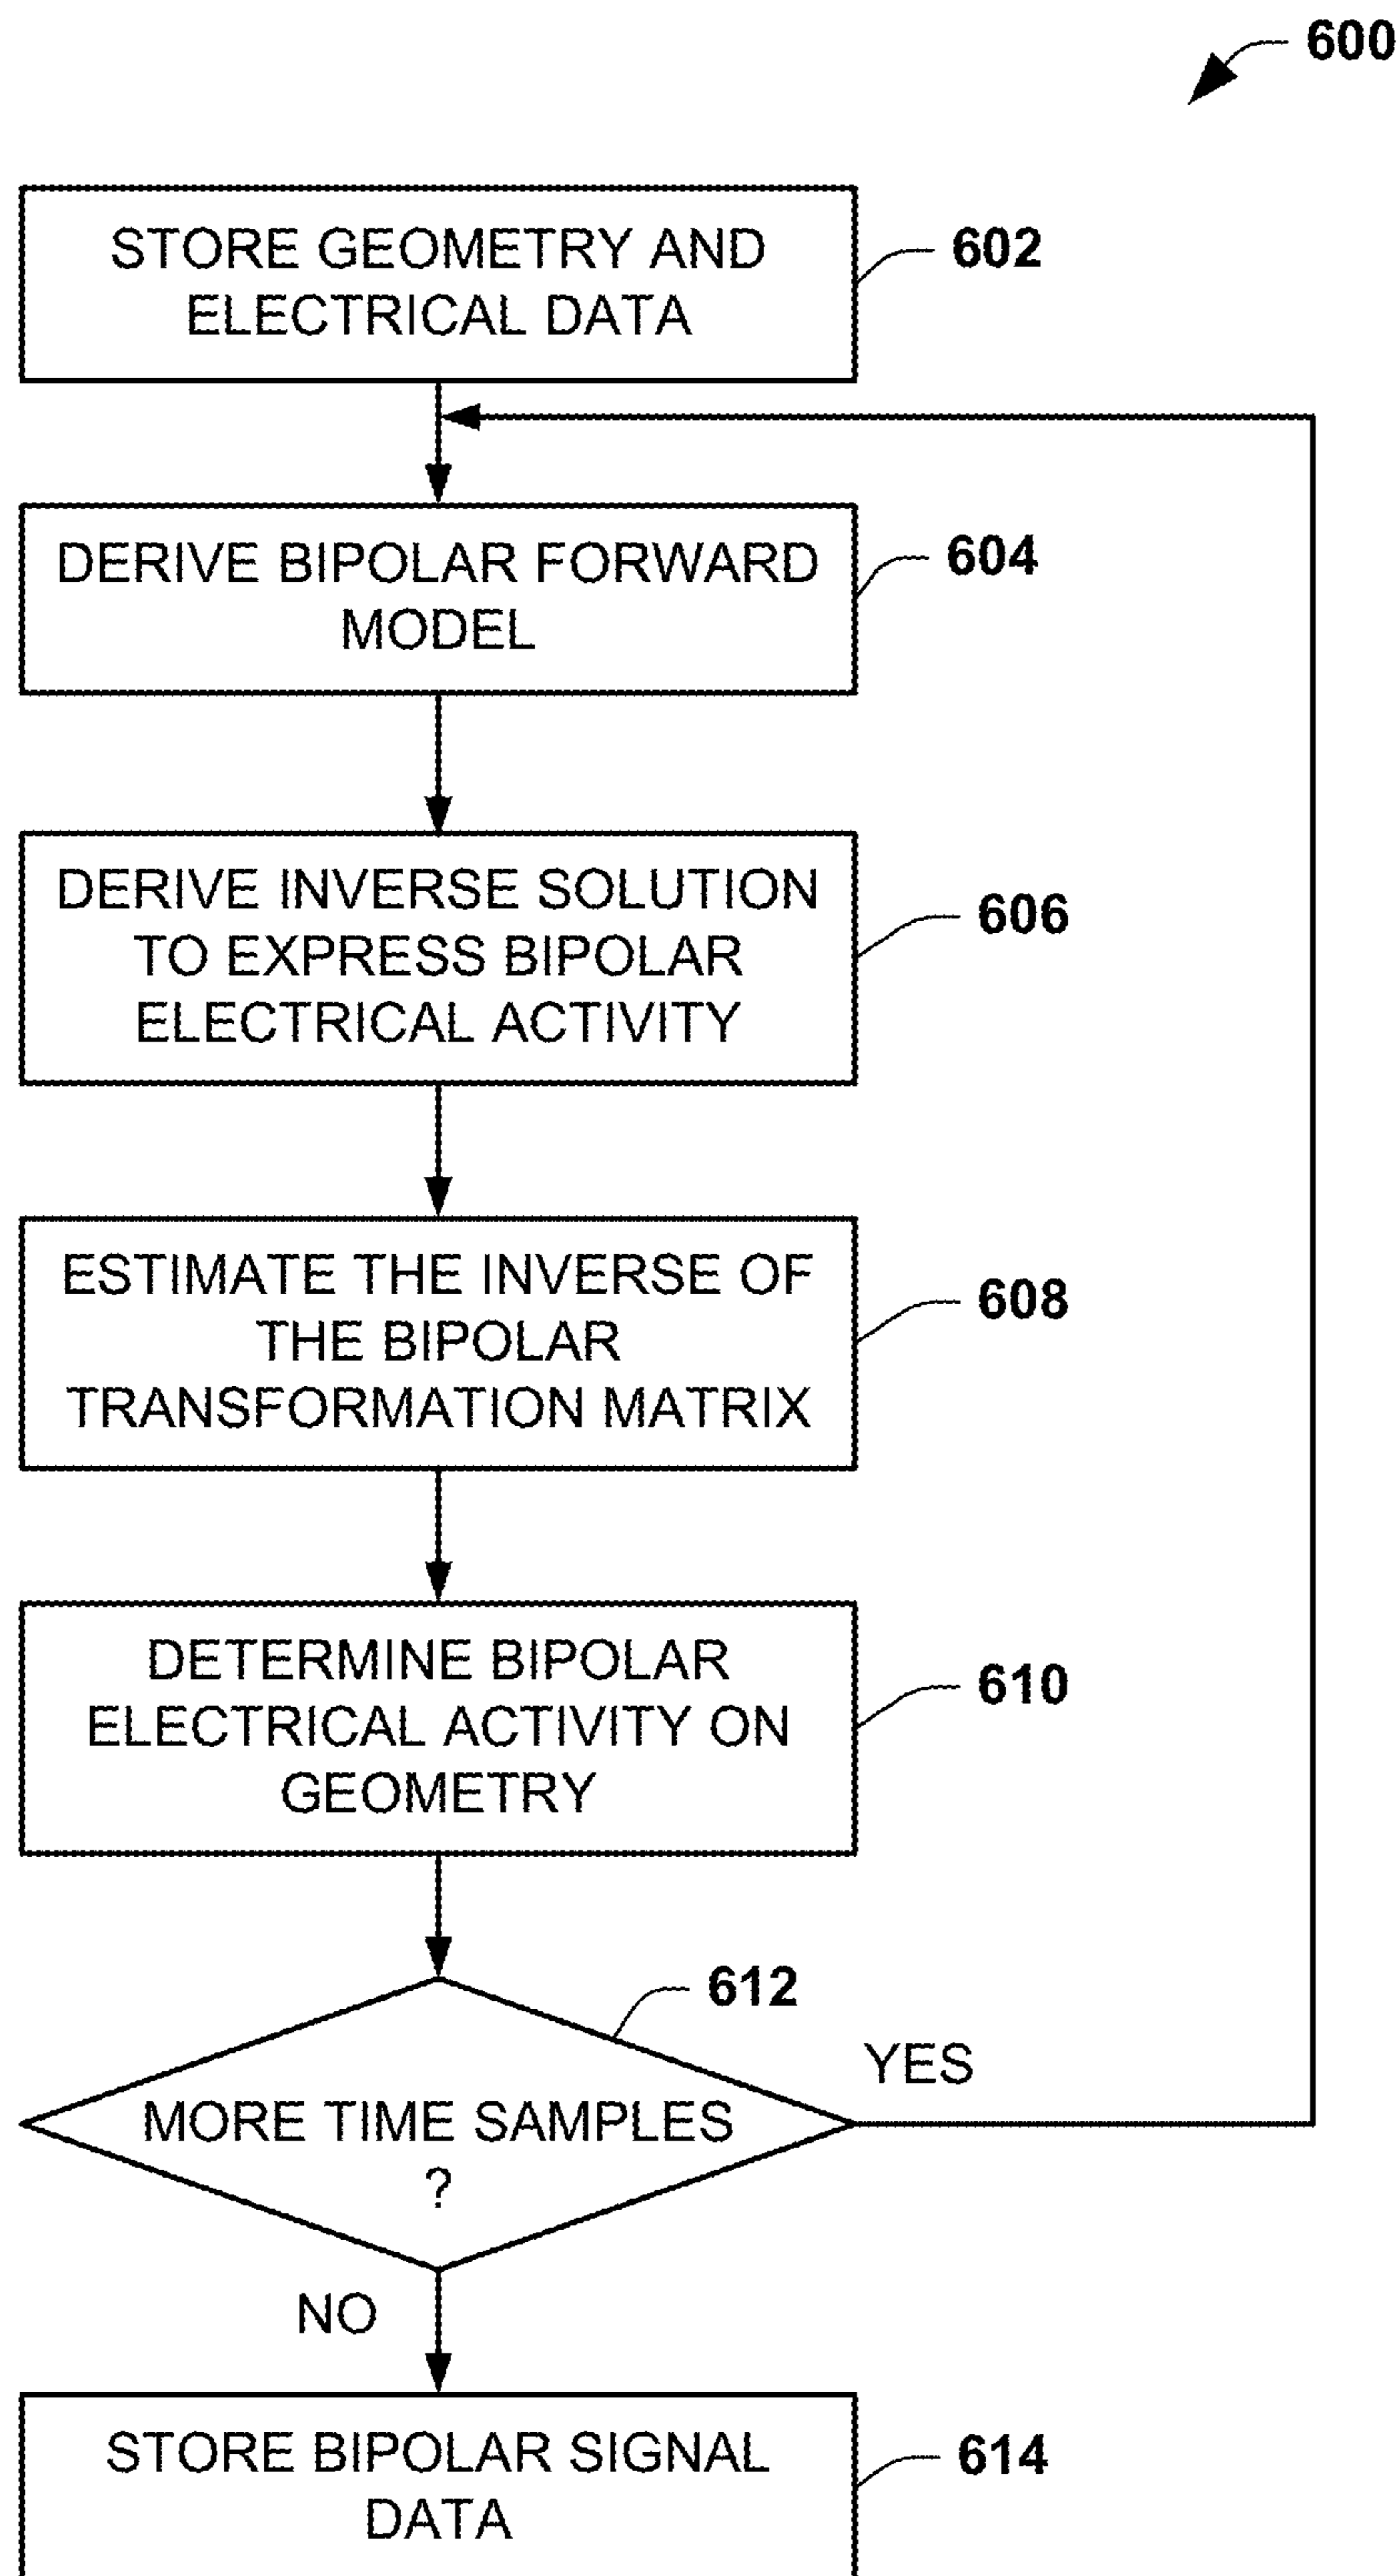 600
STORE GEOMETRY AND
ELECTRICAL DATA
602
DERIVE BIPOLAR FORWARD
MODEL
604
DERIVE INVERSE SOLUTION
TO EXPRESS BIPOLAR
ELECTRICAL ACTIVITY
606
ESTIMATE THE INVERSE OF
THE BIPOLAR
TRANSFORMATION MATRIX
608
DETERMINE BIPOLAR
ELECTRICAL ACTIVITY ON
GEOMETRY
610
612
MORE TIME SAMPLES
?
YES
NO
STORE BIPOLAR SIGNAL
DATA
614